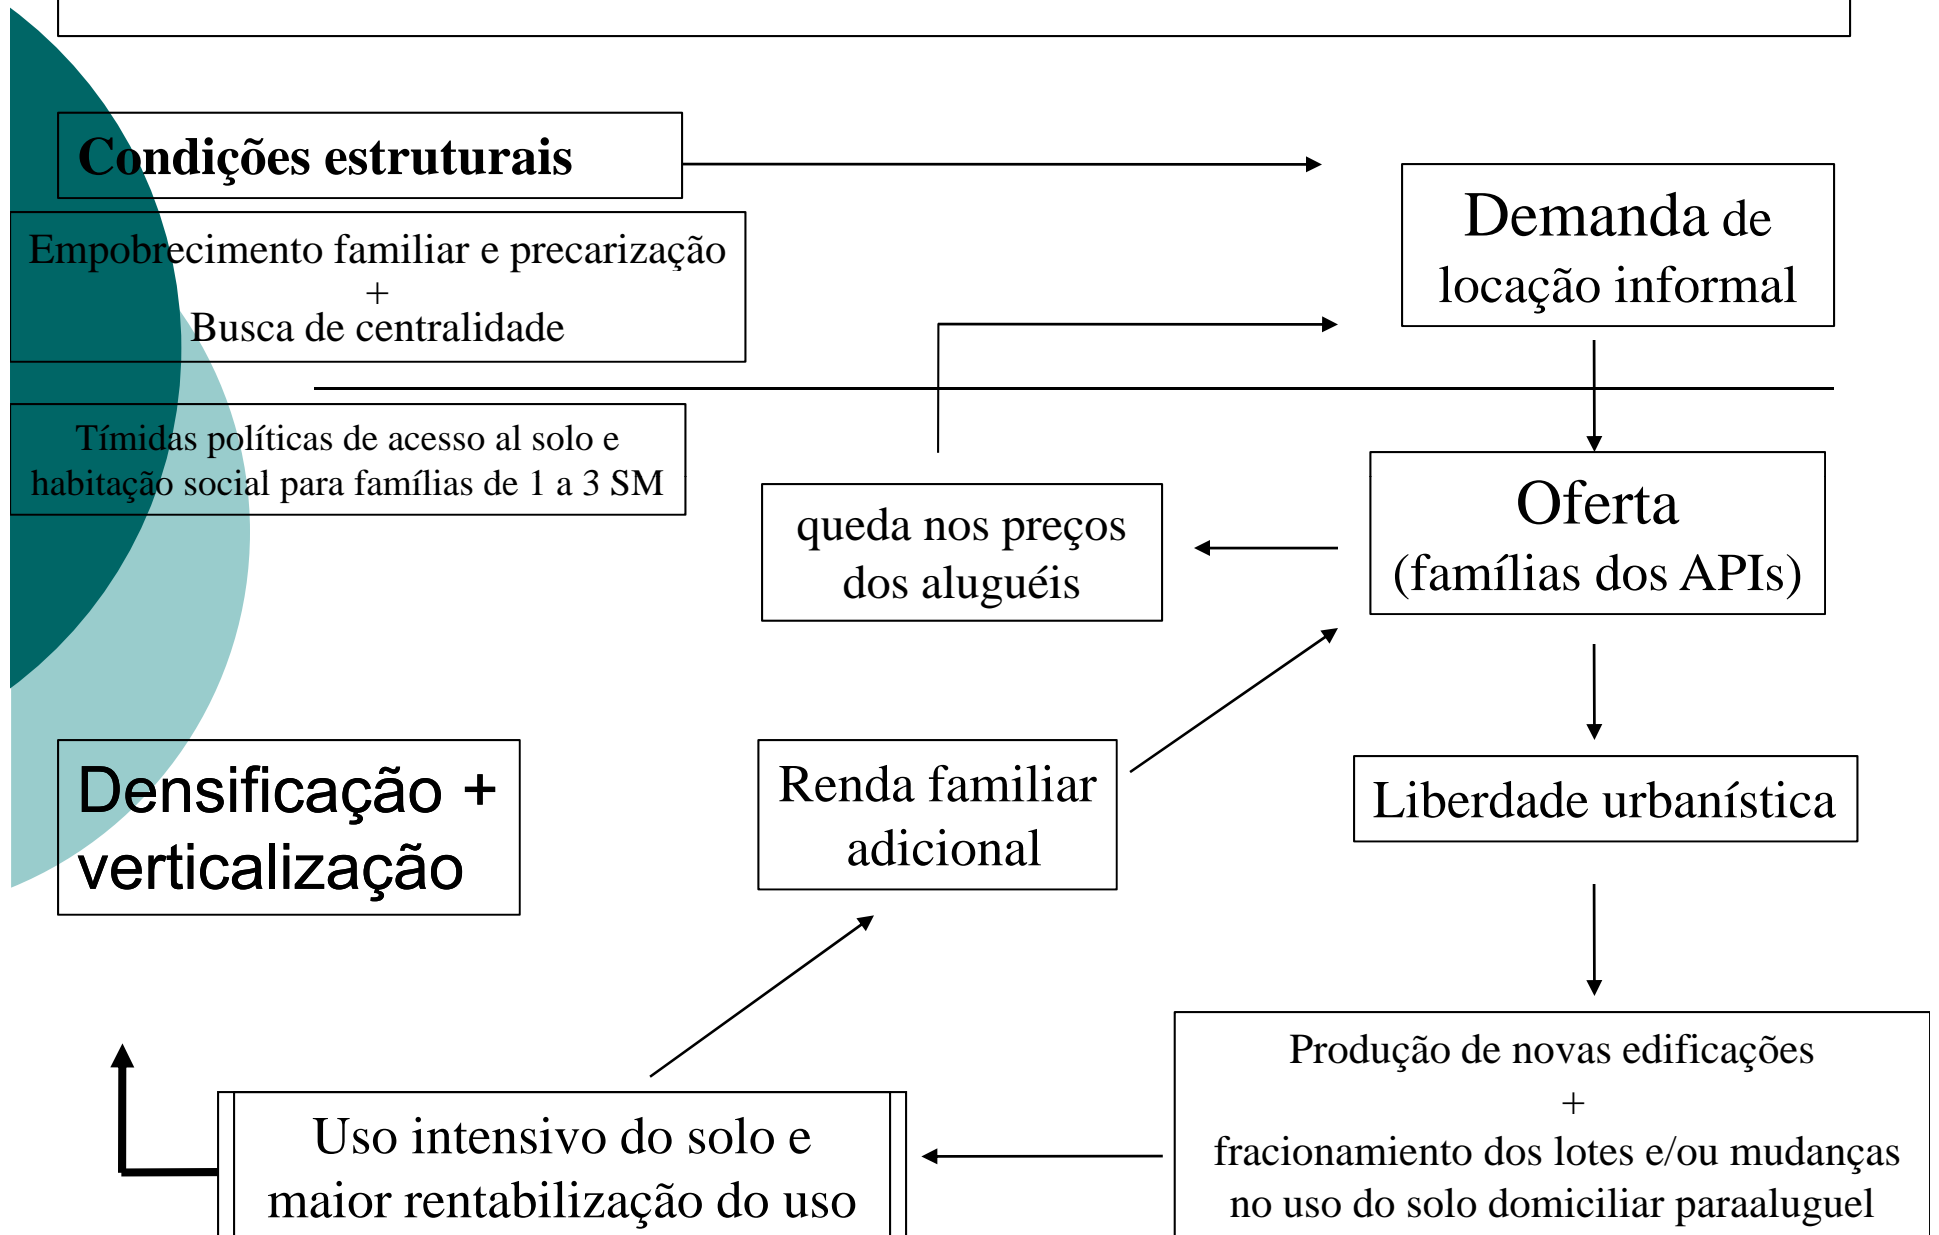 Condições estruturais
Empobrecimento familiar e precarização
+
Busca de centralidade
Tímidas políticas de acesso al solo e
habitação social para famílias de 1 a 3 SM
Demanda de
locação informal
queda nos preços
dos aluguéis
Oferta
(famílias dos APIs)
Densificação +
verticalização
Renda familiar
adicional
Liberdade urbanística
Uso intensivo do solo e
maior rentabilização do uso
Produção de novas edificações
+
fracionamiento dos lotes e/ou mudanças
no uso do solo domiciliar paraaluguel